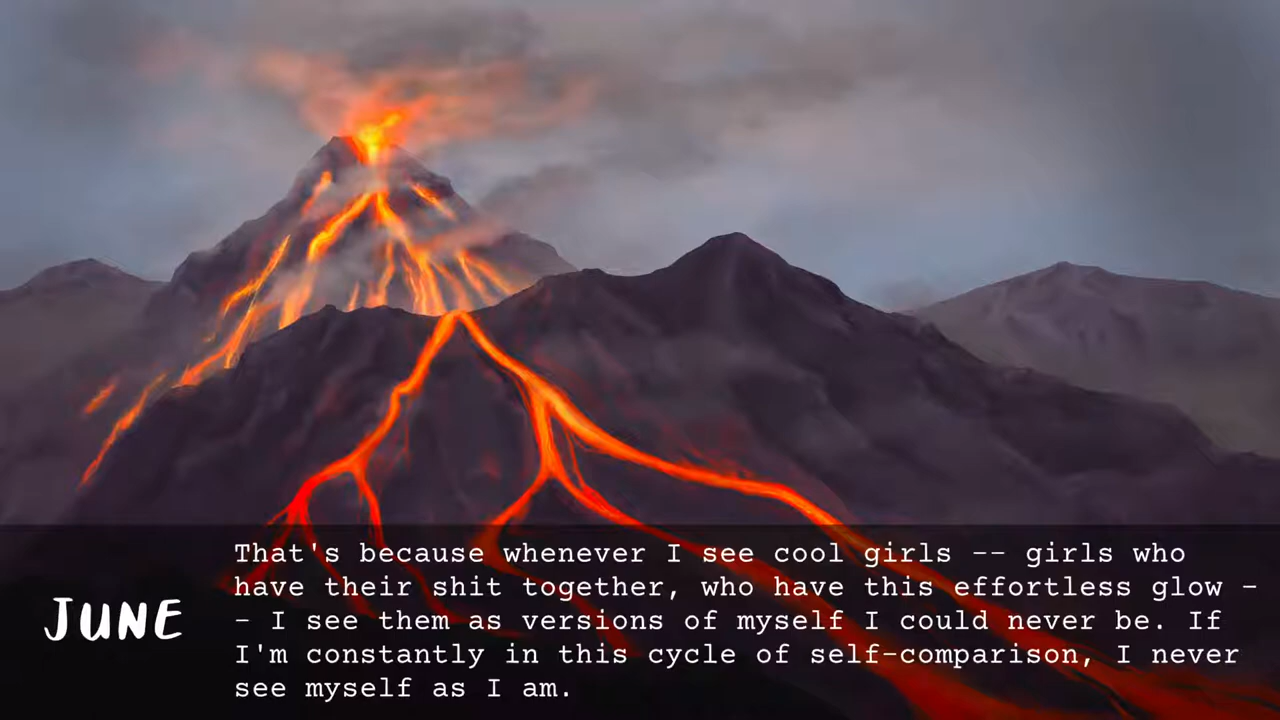 JUNE
That's because whenever I see cool girls -- girls who
have their shit together, who have this effortless glow -
- I see them as versions of myself I could never be. If
I'm constantly in this cycle of self-comparison, I never
see myself as I am.